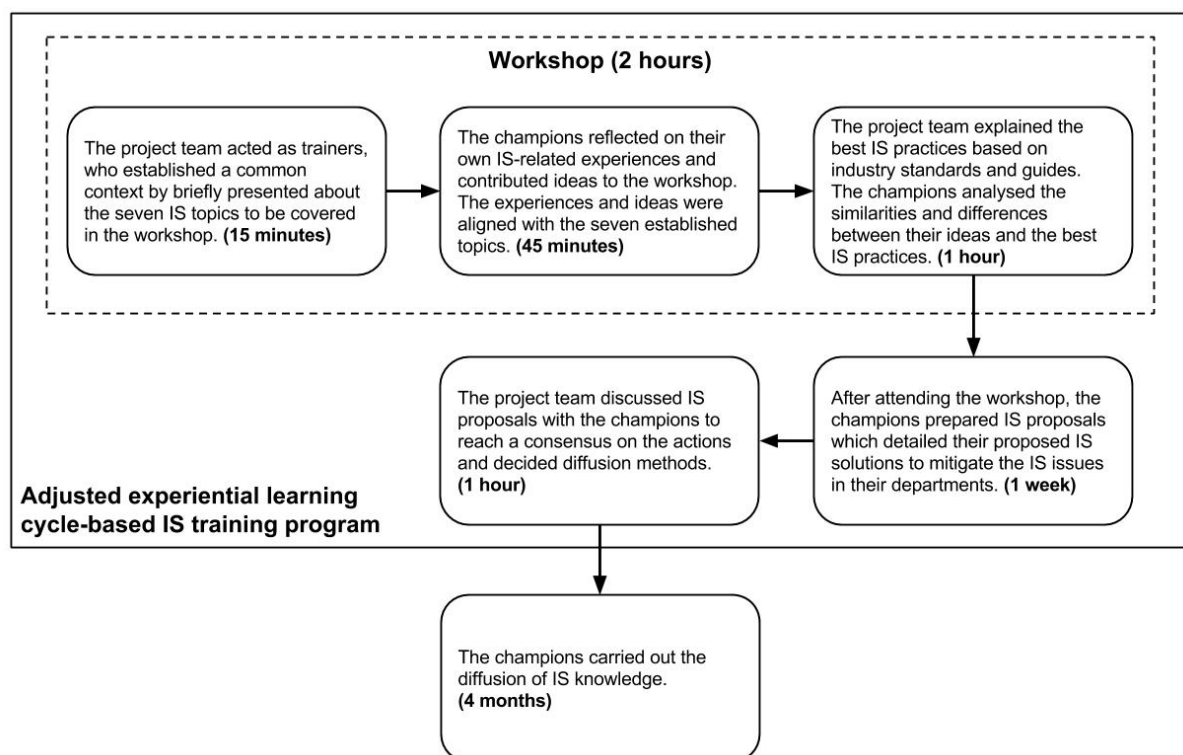 Workshop (2 hours)
The project team acted as trainers,
who established a common
context by briefly presented about
the seven IS topics to be covered
in the workshop. (15 minutes)
The champions reflected on their
own IS-related experiences and
contributed ideas to the workshop.
The experiences and ideas were
aligned with the seven established
topics. (45 minutes)
The project team explained the
best IS practices based on
industry standards and guides.
The champions analysed the
similarities and differences
between their ideas and the best
IS practices. (1 hour)
After attending the workshop, the
champions prepared IS proposals
which detailed their proposed IS
solutions to mitigate the IS issues
in their departments. (1 week)
The project team discussed IS
proposals with the champions to
reach a consensus on the actions
and decided diffusion methods.
(1 hour)
Adjusted experiential learning
cycle-based IS training program
The champions carried out the
diffusion of IS knowledge.
(4 months)